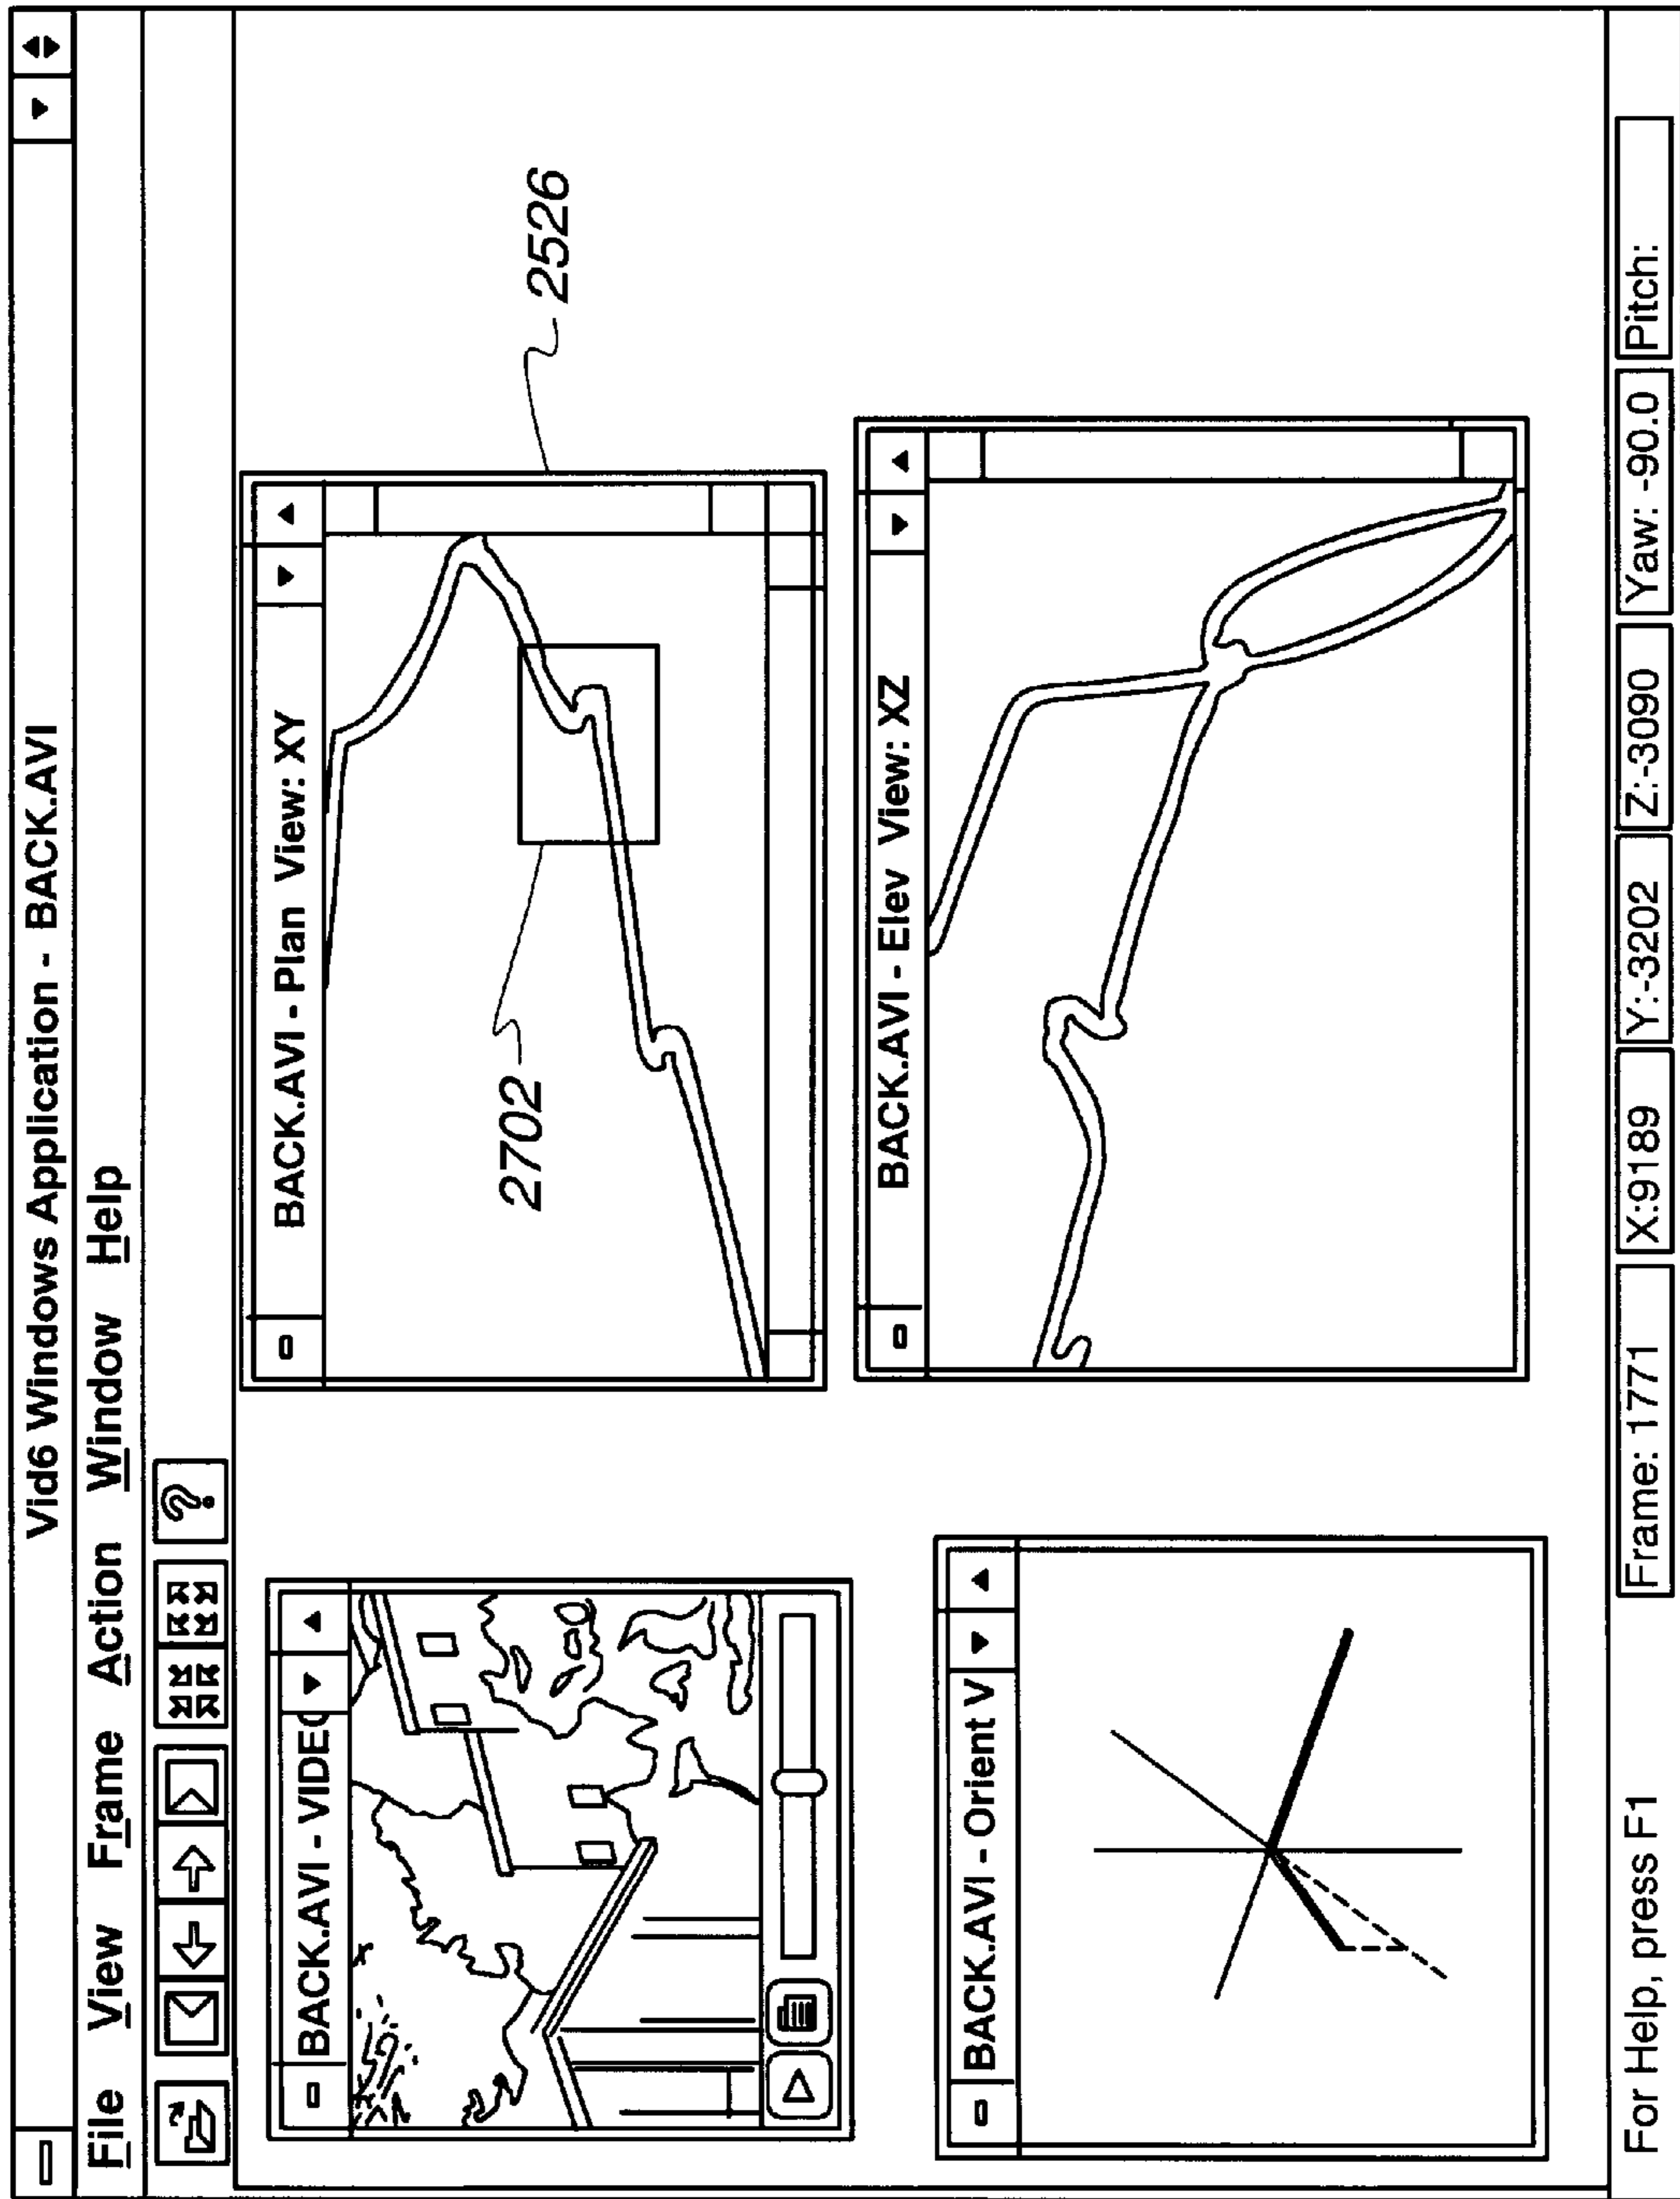 Vid6 Windows Application - BACK.AVI
File View Frame Action Window Help
?
BACK.AVI - VIDEO
BACK.AVI - Plan View: XY
2702
2526
BACK.AVI - Orient V
BACK.AVI - Elev View: XZ
For Help, press F1
Frame: 1771
X:9189
Y:-3202
Z:-3090
Yaw: -90.0
Pitch: